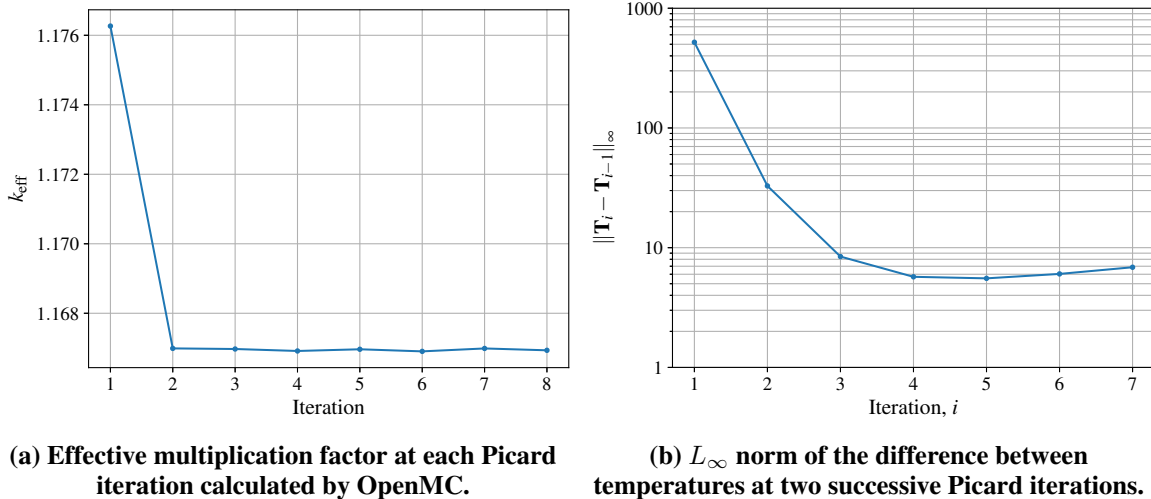 1.176
1.174
1.172
1.170
1.168
k_eff
1 2 3 4 5 6 7 8
Iteration
(a) Effective multiplication factor at each Picard
iteration calculated by OpenMC.
1000
100
10
1
‖T_i − T_{i−1}‖_∞
1 2 3 4 5 6 7
Iteration, i
(b) L_∞ norm of the difference between
temperatures at two successive Picard iterations.